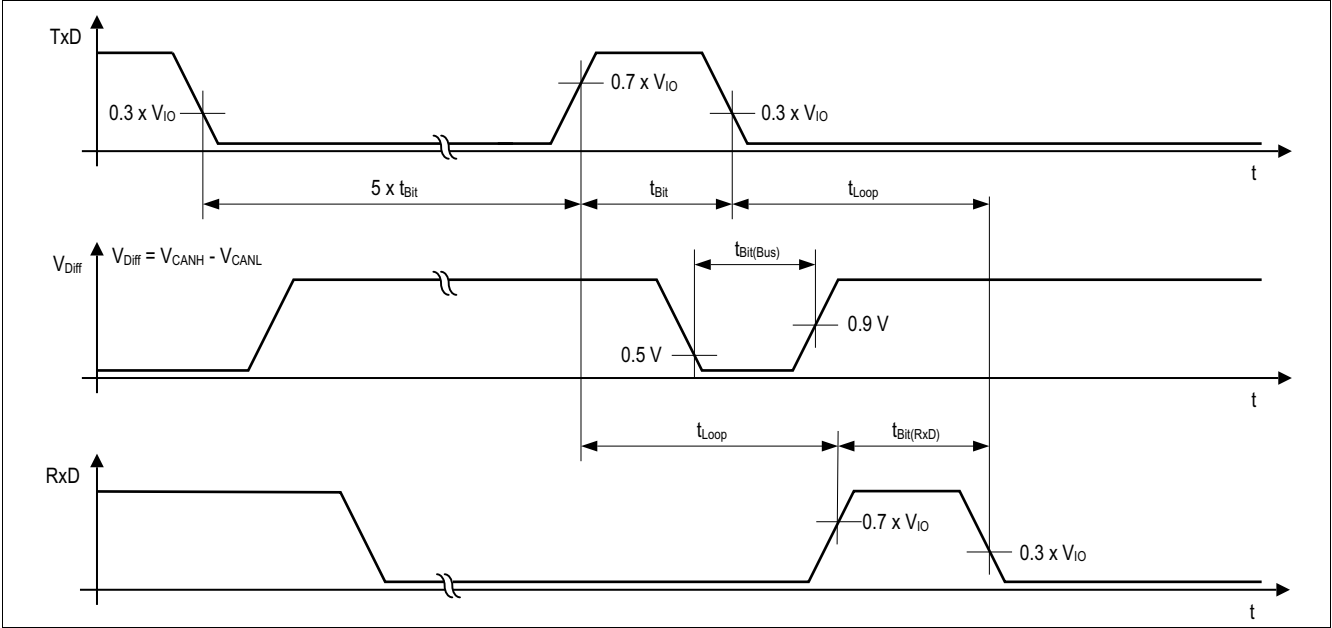 TxD
0.3 x VIO
0.7 x VIO
0.3 x VIO
t
5 x tBit
tBit
tLoop
VDiff
VDiff = VCANH - VCANL
tBit(Bus)
0.5 V
0.9 V
t
tLoop
tBit(RxD)
RxD
0.7 x VIO
0.3 x VIO
t